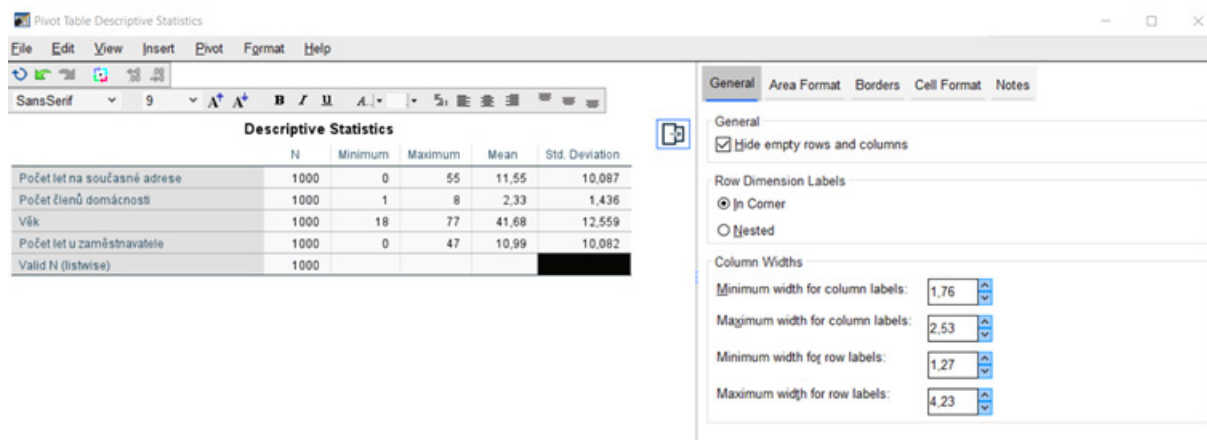 Pivot Table Descriptive Statistics
File Edit View Insert Pivot Format Help
SansSerif 9 A A B I U A
Descriptive Statistics
N Minimum Maximum Mean Std. Deviation
Počet let na současné adrese 1000 0 55 11,55 10,087
Počet členů domácnosti 1000 1 8 2,33 1,436
Věk 1000 18 77 41,68 12,559
Počet let u zaměstnavatele 1000 0 47 10,99 10,082
Valid N (listwise) 1000
General Area Format Borders Cell Format Notes
General
Hide empty rows and columns
Row Dimension Labels
In Corner
Nested
Column Widths
Minimum width for column labels: 1,76
Maximum width for column labels: 2,53
Minimum width for row labels: 1,27
Maximum width for row labels: 4,23